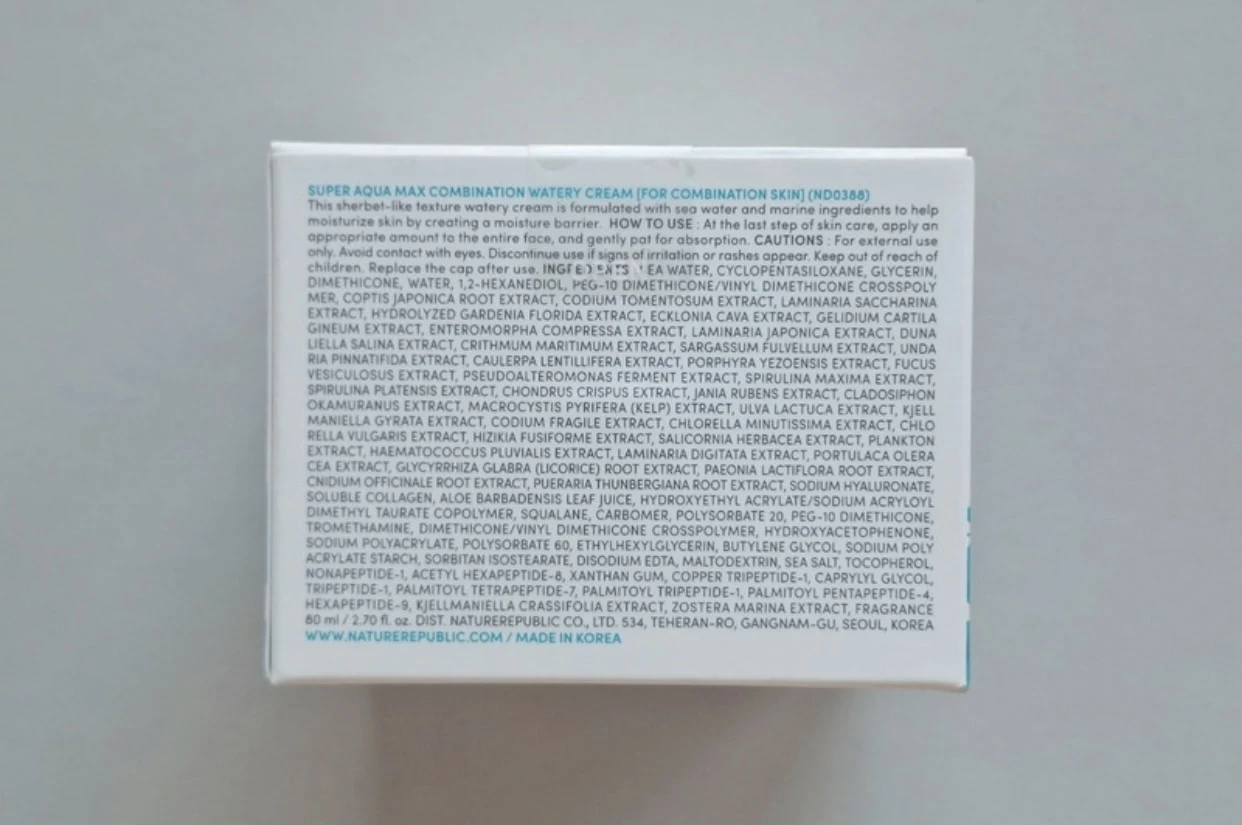 SUPER AQUA MAX COMBINATION WATERY CREAM [FOR COMBINATION SKIN] (ND0388)
This sherbet-like texture watery cream is formulated with sea water and marine ingredients to help
moisturize skin by creating a moisture barrier. HOW TO USE : At the last step of skin care, apply an
appropriate amount to the entire face, and gently pat for absorption. CAUTIONS : For external use
only. Avoid contact with eyes. Discontinue use if signs of irritation or rashes appear. Keep out of reach of
children. Replace the cap after use. WATER, CYCLOPENTASILOXANE, GLYCERIN,
DIMETHICONE, WATER, 1,2-HEXANEDIOL, PEG-10 DIMETHICONE/VINYL DIMETHICONE CROSSPOLY
MER, COPTIS JAPONICA ROOT EXTRACT, CODIUM TOMENTOSUM EXTRACT, LAMINARIA SACCHARINA
EXTRACT, HYDROLYZED GARDENIA FLORIDA EXTRACT, ECKLONIA CAVA EXTRACT, GELIDIUM CARTILA
GINEUM EXTRACT, ENTEROMORPHA COMPRESSA EXTRACT, LAMINARIA JAPONICA EXTRACT, DUNA
LIELLA SALINA EXTRACT, CRITHMUM MARITIMUM EXTRACT, SARGASSUM FULVELLUM EXTRACT, UNDA
RIA PINNATIFIDA EXTRACT, CAULERPA LENTILLIFERA EXTRACT, PORPHYRA YEZOENSIS EXTRACT, FUCUS
VESICULOSUS EXTRACT, PSEUDOALTEROMONAS FERMENT EXTRACT, SPIRULINA MAXIMA EXTRACT,
SPIRULINA PLATENSIS EXTRACT, CHONDRUS CRISPUS EXTRACT, JANIA RUBENS EXTRACT, CLADOSIPHON
OKAMURANUS EXTRACT, MACROCYSTIS PYRIFERA (KELP) EXTRACT, ULVA LACTUCA EXTRACT, KJELL
MANIELLA GYRATA EXTRACT, CODIUM FRAGILE EXTRACT, CHLORELLA MINUTISSIMA EXTRACT, CHLO
RELLA VULGARIS EXTRACT, HIZIKIA FUSIFORME EXTRACT, SALICORNIA HERBACEA EXTRACT, PLANKTON
EXTRACT, HAEMATOCOCCUS PLUVIALIS EXTRACT, LAMINARIA DIGITATA EXTRACT, PORTULACA OLERA
CEA EXTRACT, GLYCYRRHIZA GLABRA (LICORICE) ROOT EXTRACT, PAEONIA LACTIFLORA ROOT EXTRACT,
CNIDIUM OFFICINALE ROOT EXTRACT, PUERARIA THUNBERGIANA ROOT EXTRACT, SODIUM HYALURONATE,
SOLUBLE COLLAGEN, ALOE BARBADENSIS LEAF JUICE, HYDROXYETHYL ACRYLATE/SODIUM ACRYLOYL
DIMETHYL TAURATE COPOLYMER, SQUALANE, CARBOMER, POLYSORBATE 20, PEG-10 DIMETHICONE,
TROMETHAMINE, DIMETHICONE/VINYL DIMETHICONE CROSSPOLYMER, HYDROXYACETOPHENONE,
SODIUM POLYACRYLATE, POLYSORBATE 60, ETHYLHEXYLGLYCERIN, BUTYLENE GLYCOL, SODIUM POLY
ACRYLATE STARCH, SORBITAN ISOSTEARATE, DISODIUM EDTA, MALTODEXTRIN, SEA SALT, TOCOPHEROL,
NONAPEPTIDE-1, ACETYL HEXAPEPTIDE-8, XANTHAN GUM, COPPER TRIPEPTIDE-1, CAPRYLYL GLYCOL,
TRIPEPTIDE-1, PALMITOYL TETRAPEPTIDE-7, PALMITOYL TRIPEPTIDE-1, PALMITOYL PENTAPEPTIDE-4,
HEXAPEPTIDE-9, KJELLMANIELLA CRASSIFOLIA EXTRACT, ZOSTERA MARINA EXTRACT, FRAGRANCE
80 ml / 2.70 fl. oz. DIST. NATUREREPUBLIC CO., LTD. 534, TEHERAN-RO, GANGNAM-GU, SEOUL, KOREA
WWW.NATUREREPUBLIC.COM / MADE IN KOREA